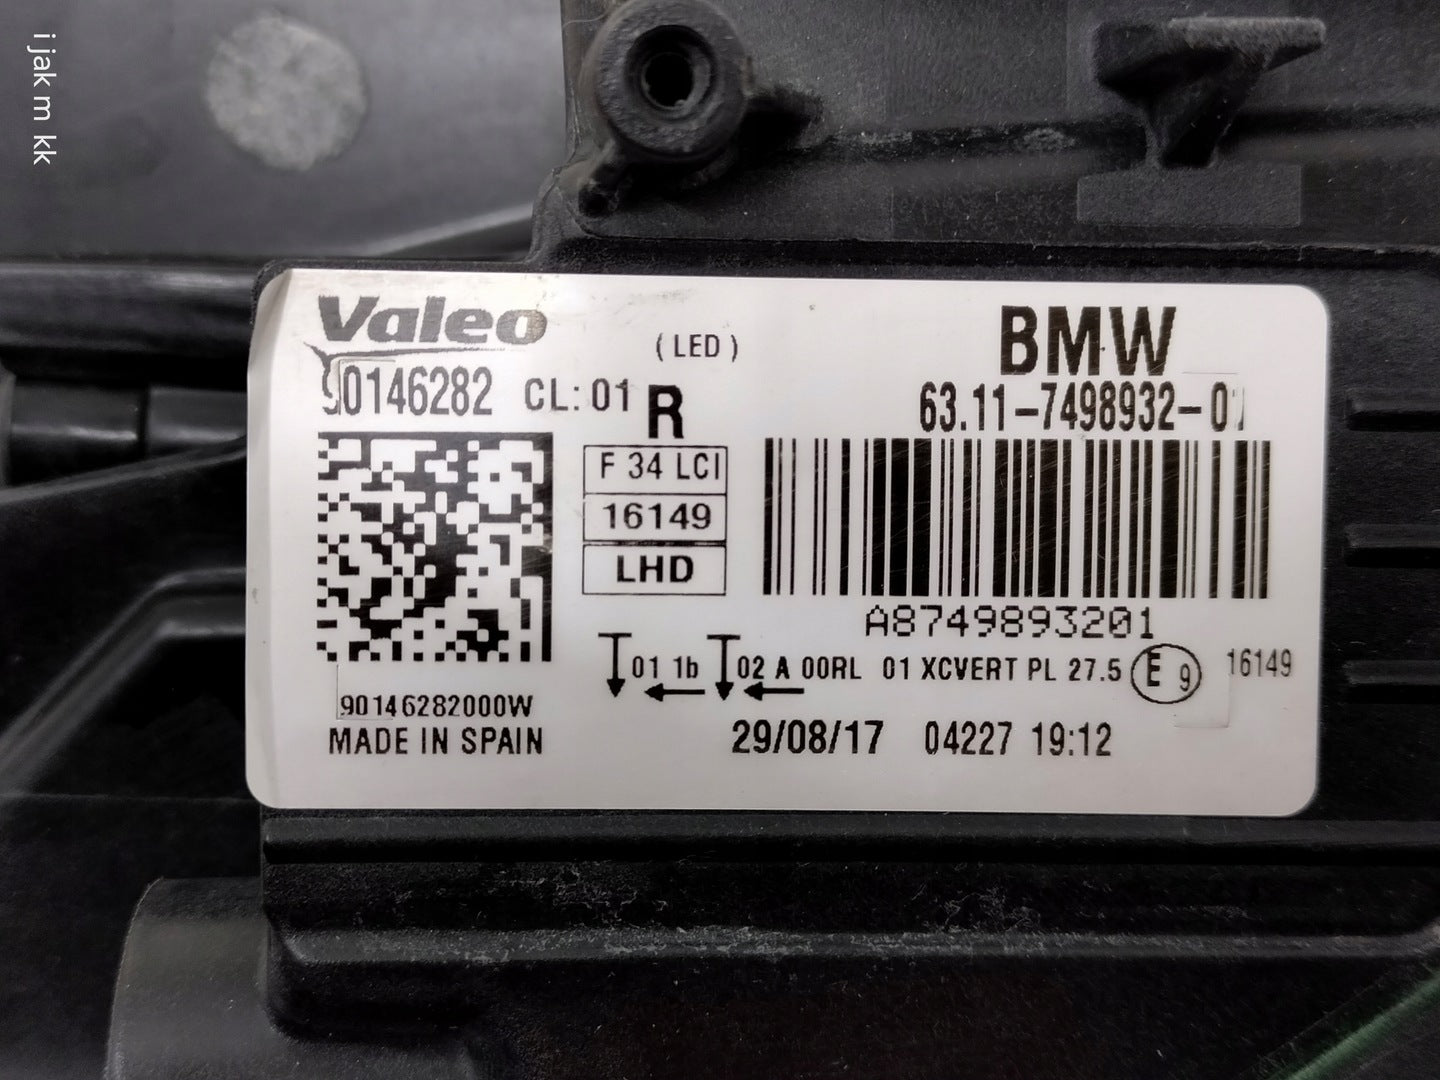 i jak m kk
Valeo
(LED)
BMW
90146282 CL: 01 R
63.11-7498932-01
F 34 LCI
16149
LHD
A8749893201
01 1b 02 A 00RL 01 XCVERT PL 27.5 E 9 16149
90146282000W
MADE IN SPAIN
29/08/17 04227 19:12